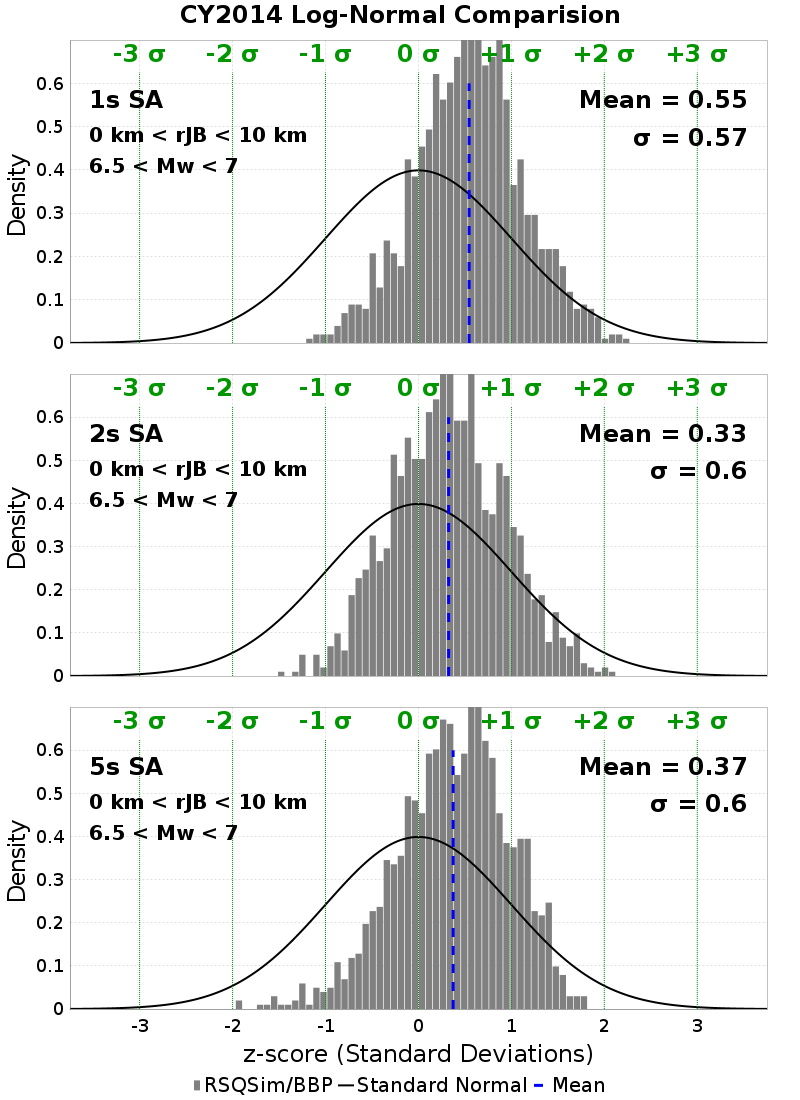 CY2014 Log-Normal Comparision
-3 σ -2 σ -1 σ 0 σ +1 σ +2 σ +3 σ
0.6
1s SA
Mean = 0.55
0.5
0 km < rJB < 10 km
σ = 0.57
6.5 < Mw < 7
0.4
Density
0.3
0.2
0.1
0
-3 σ -2 σ -1 σ 0 σ +1 σ +2 σ +3 σ
0.6
2s SA
Mean = 0.33
0.5
0 km < rJB < 10 km
σ = 0.6
6.5 < Mw < 7
0.4
Density
0.3
0.2
0.1
0
-3 σ -2 σ -1 σ 0 σ +1 σ +2 σ +3 σ
0.6
5s SA
Mean = 0.37
0.5
0 km < rJB < 10 km
σ = 0.6
6.5 < Mw < 7
0.4
Density
0.3
0.2
0.1
0
-3 -2 -1 0 1 2 3
z-score (Standard Deviations)
RSQSim/BBP Standard Normal Mean